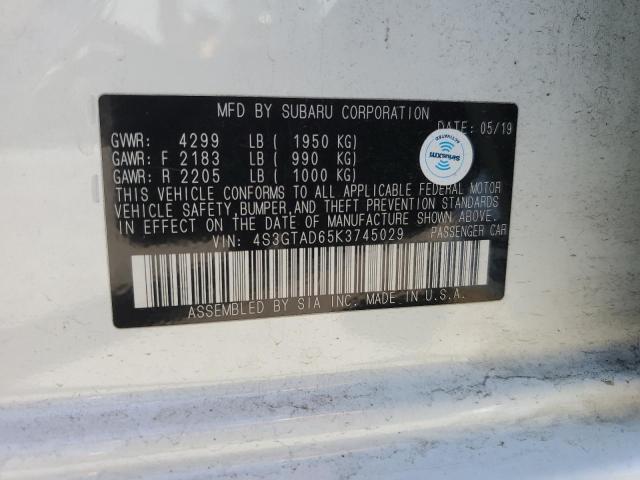 MFD BY SUBARU CORPORATION
DATE: 05/19
GVWR: 4299 LB ( 1950 KG)
GAWR: F 2183 LB ( 990 KG)
GAWR: R 2205 LB ( 1000 KG)
SiriusXM
ACTIVATED
THIS VEHICLE CONFORMS TO ALL APPLICABLE FEDERAL MOTOR
VEHICLE SAFETY, BUMPER, AND THEFT PREVENTION STANDARDS
IN EFFECT ON THE DATE OF MANUFACTURE SHOWN ABOVE.
VIN: 4S3GTAD65K3745029 PASSENGER CAR
ASSEMBLED BY SIA INC. MADE IN U.S.A.